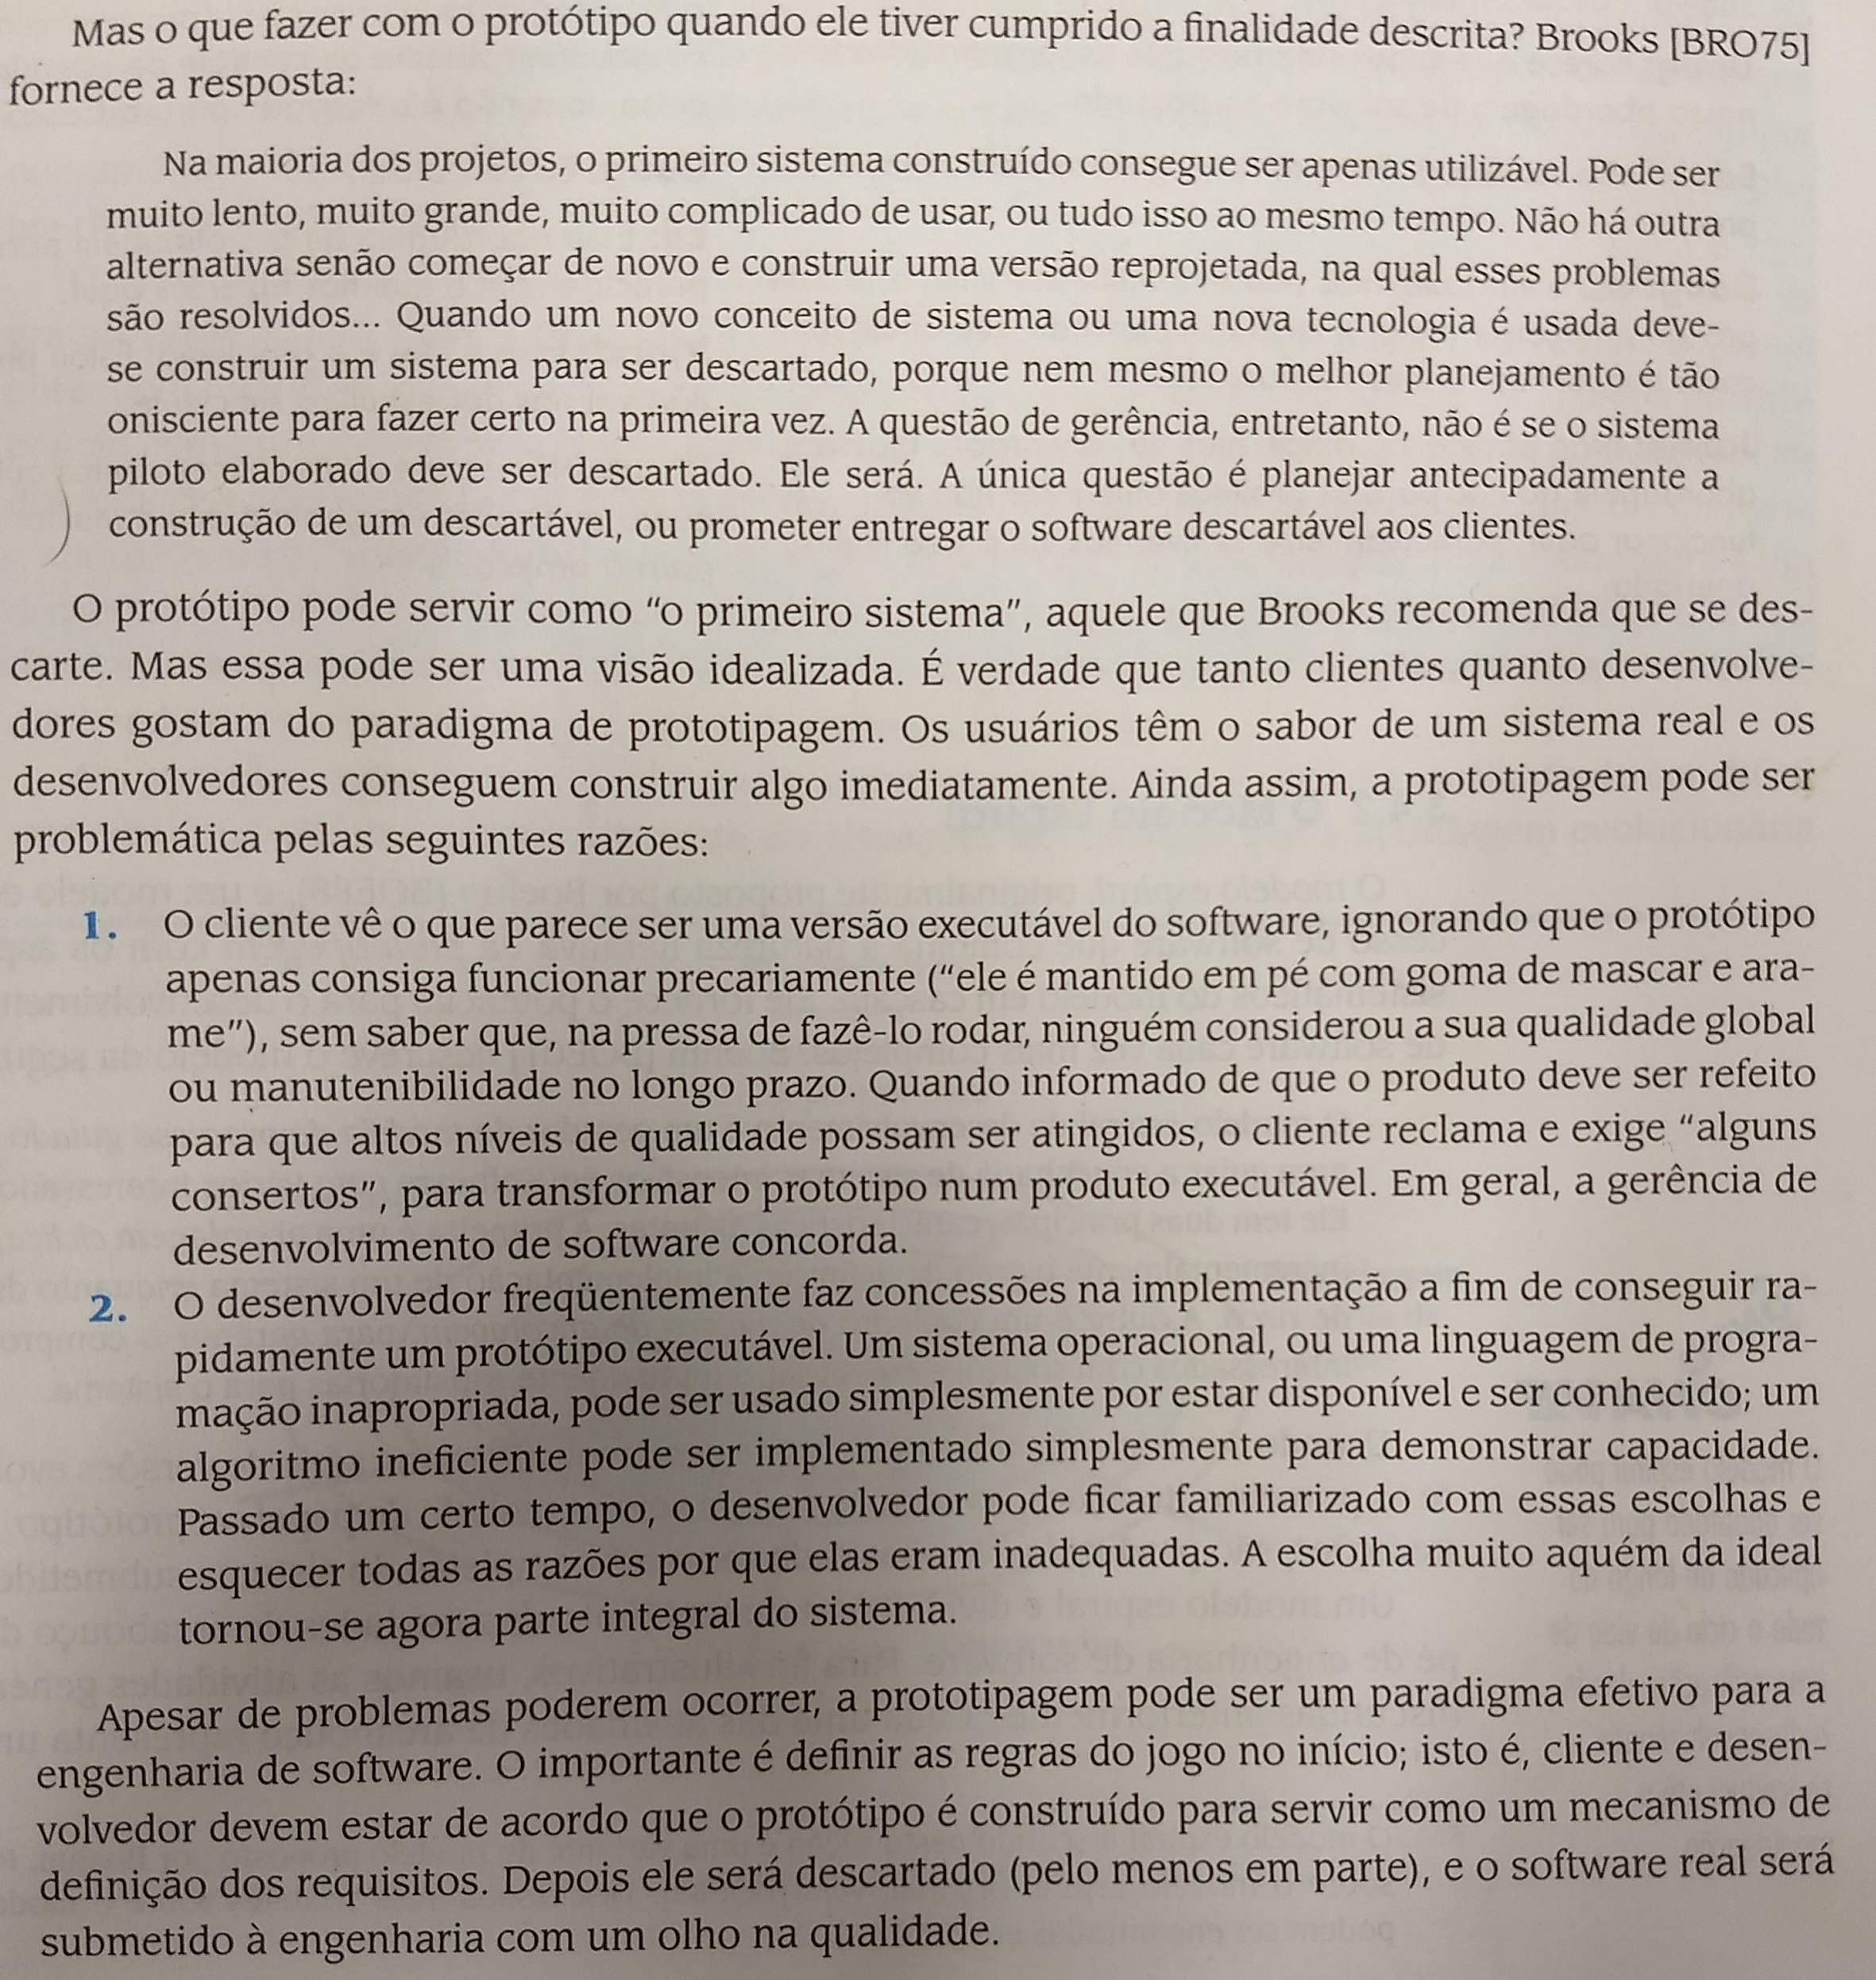 Mas o que fazer com o protótipo quando ele tiver cumprido a finalidade descrita? Brooks [BRO75]
fornece a resposta:
Na maioria dos projetos, o primeiro sistema construído consegue ser apenas utilizável. Pode ser
muito lento, muito grande, muito complicado de usar, ou tudo isso ao mesmo tempo. Não há outra
alternativa senão começar de novo e construir uma versão reprojetada, na qual esses problemas
são resolvidos... Quando um novo conceito de sistema ou uma nova tecnologia é usada deve-
se construir um sistema para ser descartado, porque nem mesmo o melhor planejamento é tão
onisciente para fazer certo na primeira vez. A questão de gerência, entretanto, não é se o sistema
piloto elaborado deve ser descartado. Ele será. A única questão é planejar antecipadamente a
construção de um descartável, ou prometer entregar o software descartável aos clientes.
O protótipo pode servir como “o primeiro sistema”, aquele que Brooks recomenda que se des-
carte. Mas essa pode ser uma visão idealizada. É verdade que tanto clientes quanto desenvolve-
dores gostam do paradigma de prototipagem. Os usuários têm o sabor de um sistema real e os
desenvolvedores conseguem construir algo imediatamente. Ainda assim, a prototipagem pode ser
problemática pelas seguintes razões:
1. O cliente vê o que parece ser uma versão executável do software, ignorando que o protótipo
apenas consiga funcionar precariamente (“ele é mantido em pé com goma de mascar e ara-
me”), sem saber que, na pressa de fazê-lo rodar, ninguém considerou a sua qualidade global
ou manutenibilidade no longo prazo. Quando informado de que o produto deve ser refeito
para que altos níveis de qualidade possam ser atingidos, o cliente reclama e exige “alguns
consertos”, para transformar o protótipo num produto executável. Em geral, a gerência de
desenvolvimento de software concorda.
2. O desenvolvedor freqüentemente faz concessões na implementação a fim de conseguir ra-
pidamente um protótipo executável. Um sistema operacional, ou uma linguagem de progra-
mação inapropriada, pode ser usado simplesmente por estar disponível e ser conhecido; um
algoritmo ineficiente pode ser implementado simplesmente para demonstrar capacidade.
Passado um certo tempo, o desenvolvedor pode ficar familiarizado com essas escolhas e
esquecer todas as razões por que elas eram inadequadas. A escolha muito aquém da ideal
tornou-se agora parte integral do sistema.
Apesar de problemas poderem ocorrer, a prototipagem pode ser um paradigma efetivo para a
engenharia de software. O importante é definir as regras do jogo no início; isto é, cliente e desen-
volvedor devem estar de acordo que o protótipo é construído para servir como um mecanismo de
definição dos requisitos. Depois ele será descartado (pelo menos em parte), e o software real será
submetido à engenharia com um olho na qualidade.